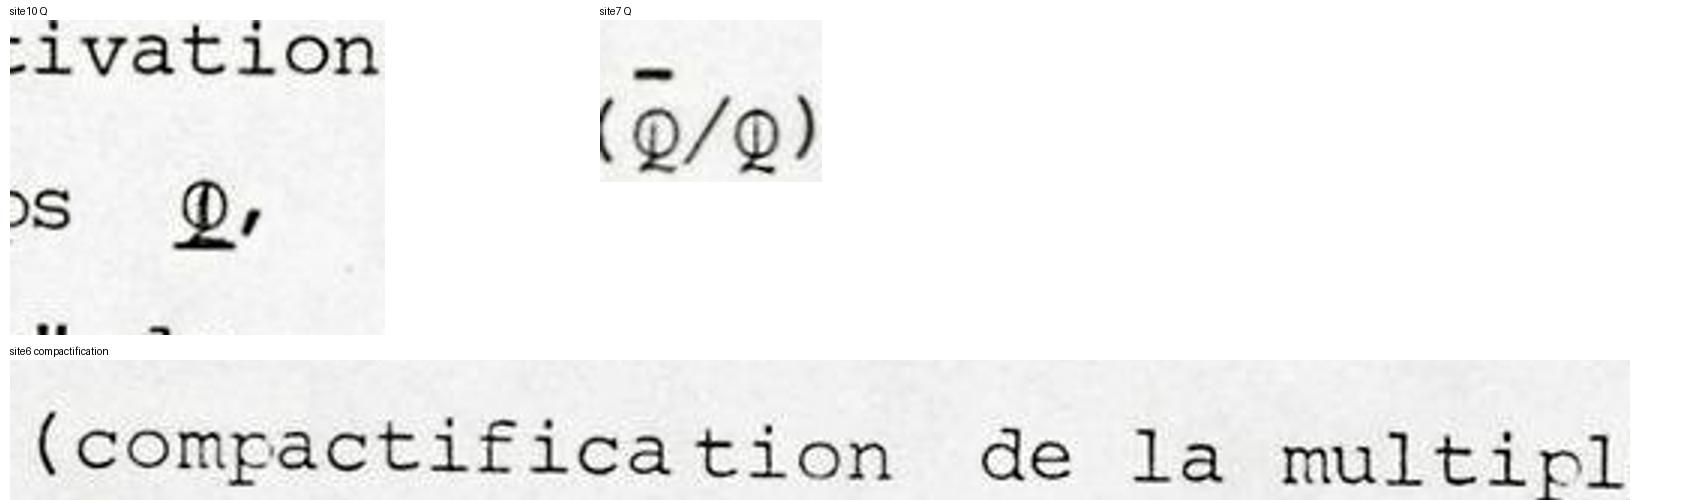 site10 Q
site7 Q
tivation
os ℚ,
(ℚ̄/ℚ)
site6 compactification
(compactification de la multipl